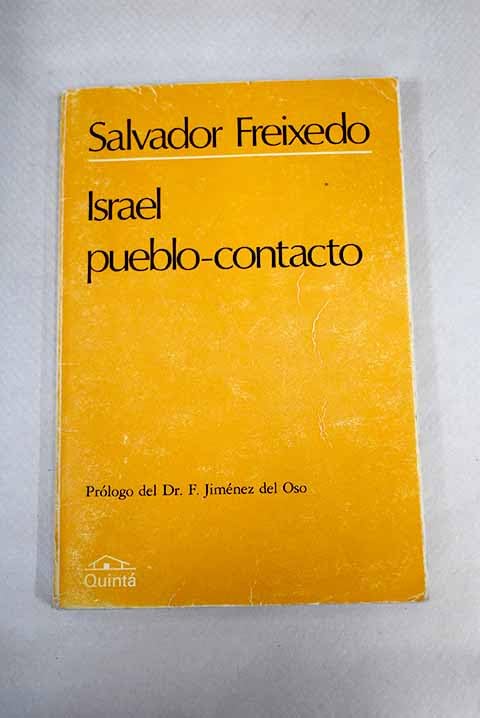 Salvador Freixedo
Israel
pueblo-contacto
Prólogo del Dr. F. Jiménez del Oso
Quintá